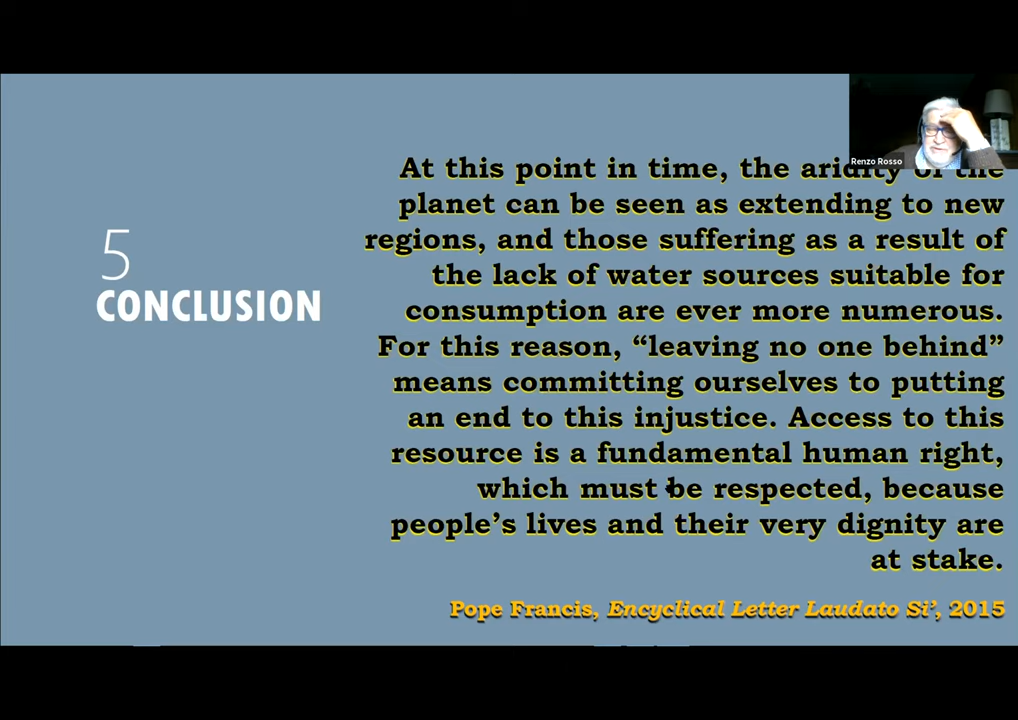 Renzo Rosso
5
CONCLUSION
At this point in time, the aridity of the
planet can be seen as extending to new
regions, and those suffering as a result of
the lack of water sources suitable for
consumption are ever more numerous.
For this reason, “leaving no one behind”
means committing ourselves to putting
an end to this injustice. Access to this
resource is a fundamental human right,
which must be respected, because
people’s lives and their very dignity are
at stake.
Pope Francis, Encyclical Letter Laudato Si’, 2015